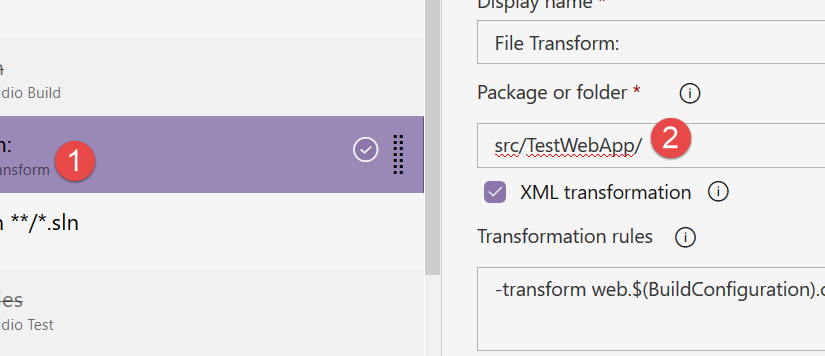 Display name *
File Transform:
dio Build
Package or folder *
n:
ansform
1
src/TestWebApp/
2
XML transformation
n **/*.sln
Transformation rules
-transform web.$(BuildConfiguration).c
ies
dio Test